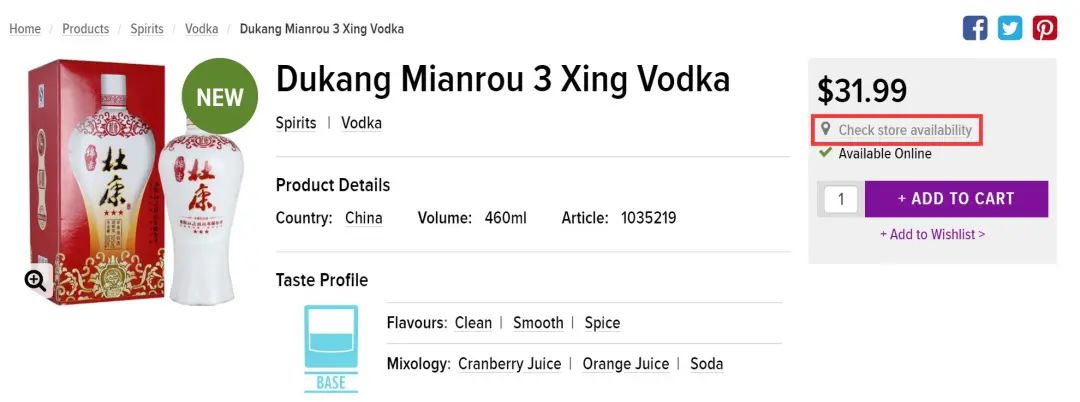 Home / Products / Spirits / Vodka / Dukang Mianrou 3 Xing Vodka
NEW
杜康
★★★
杜康
★★★
Dukang Mianrou 3 Xing Vodka
Spirits | Vodka
$31.99
Check store availability
Available Online
1
+ ADD TO CART
+ Add to Wishlist >
Product Details
Country: China Volume: 460ml Article: 1035219
Taste Profile
BASE
Flavours: Clean | Smooth | Spice
Mixology: Cranberry Juice | Orange Juice | Soda